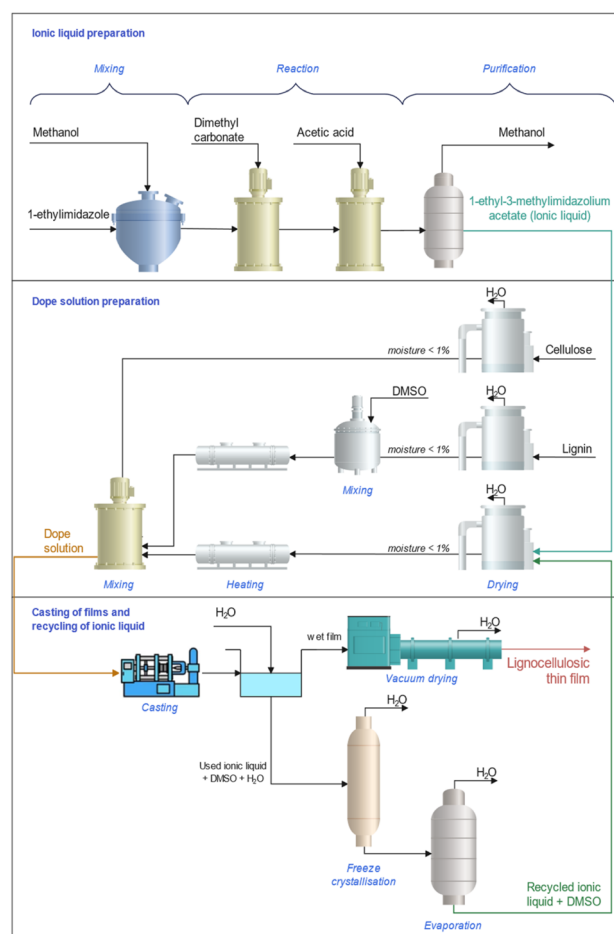 Ionic liquid preparation
Mixing
Reaction
Purification
Methanol
Dimethyl
carbonate
Acetic acid
Methanol
1-ethylimidazole
1-ethyl-3-methylimidazolium
acetate (Ionic liquid)
Dope solution preparation
H₂O
moisture < 1%
Cellulose
DMSO
H₂O
moisture < 1%
Lignin
Mixing
H₂O
Dope
solution
moisture < 1%
Mixing
Heating
Drying
Casting of films and
recycling of ionic liquid
H₂O
wet film
H₂O
Lignocellulosic
thin film
Vacuum drying
Casting
H₂O
Used ionic liquid
+ DMSO + H₂O
H₂O
Freeze
crystallisation
Recycled ionic
liquid + DMSO
Evaporation